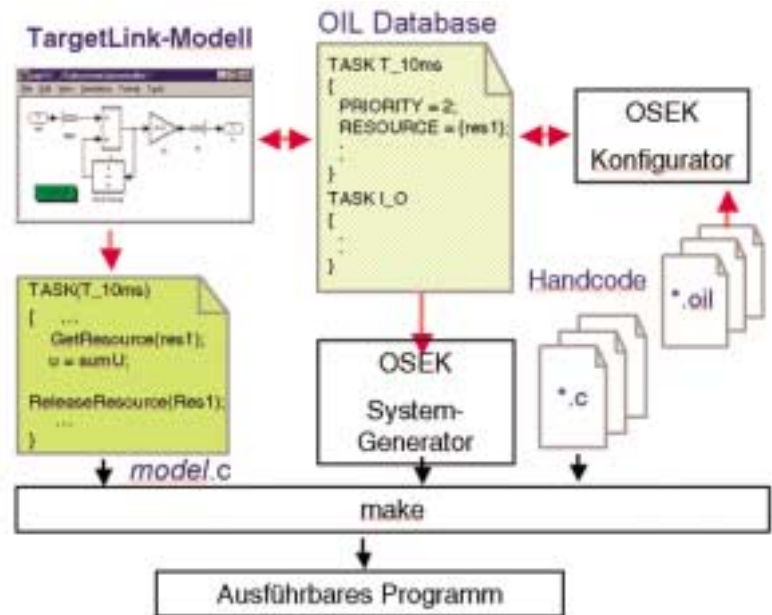 TargetLink-Modell
OIL Database
TASK T_10ms
{
PRIORITY = 2;
RESOURCE = {res1};
:
}
TASK I_O
{
:
:
}
OSEK
Konfigurator
TASK(T_10ms)
{ ...
GetResource(res1);
u = sumU;
ReleaseResource(Res1);
...
}
model.c
OSEK
System-
Generator
Handcode
*.c
*.oil
make
Ausführbares Programm